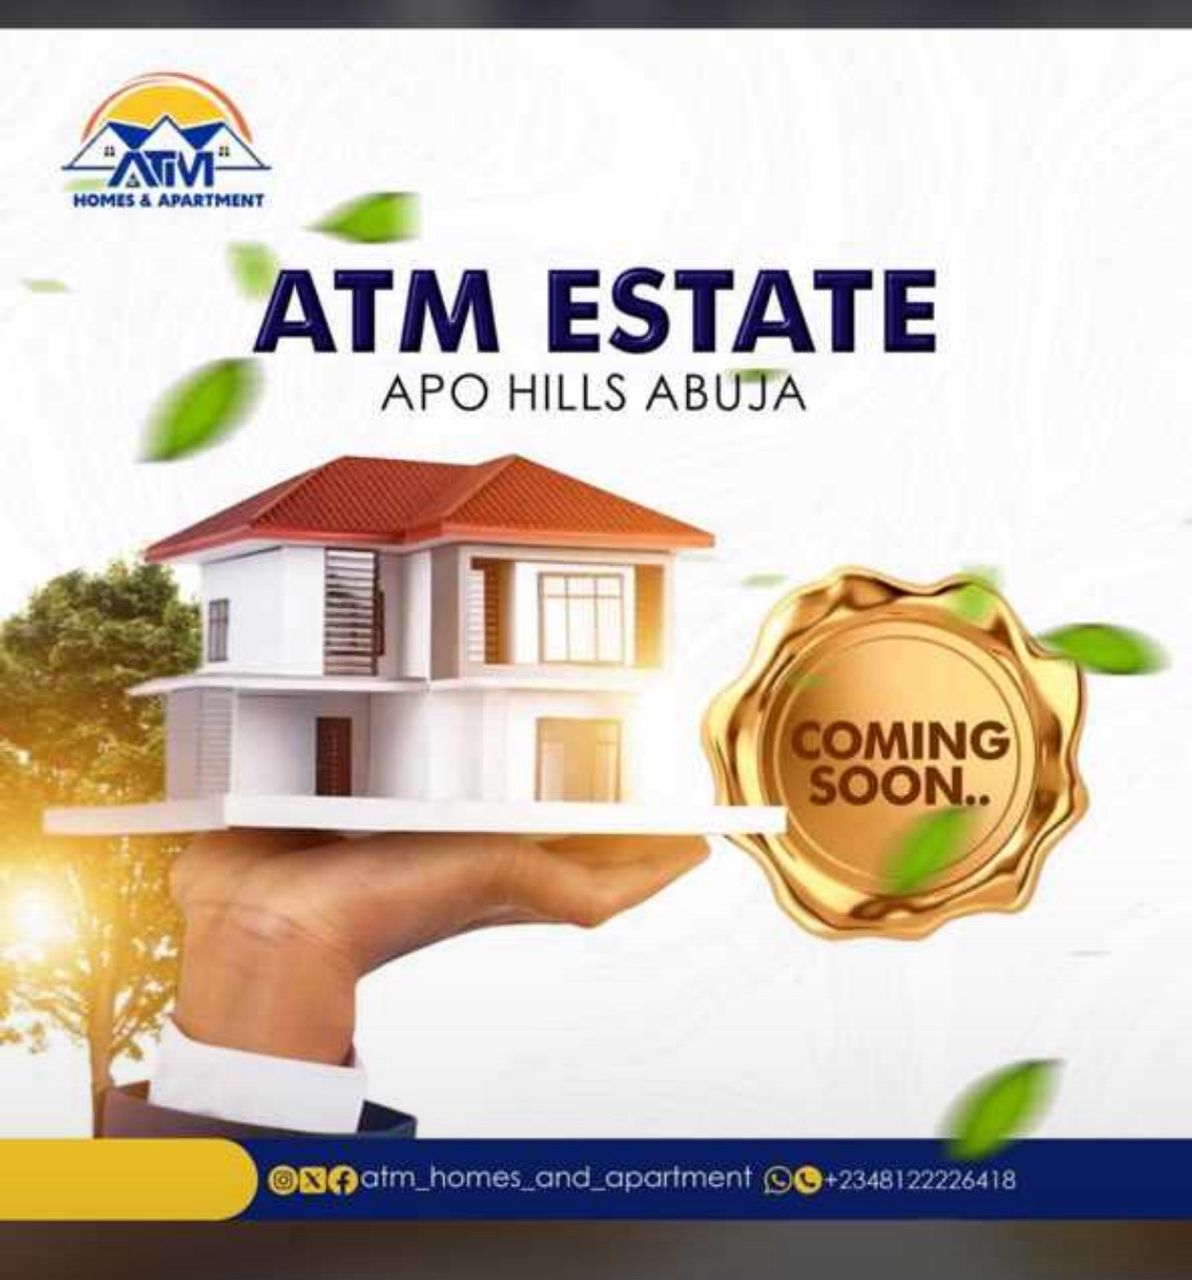 ATM
HOMES & APARTMENT
ATM ESTATE
APO HILLS ABUJA
COMING
SOON..
atm_homes_and_apartment +2348122226418